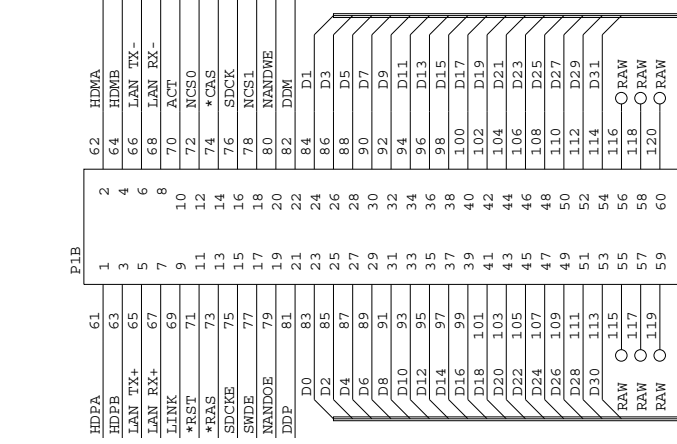 HDMA HDMB LAN TX- LAN RX- ACT NCS0 *CAS SDCK NCS1 NANDWE DDM D1 D3 D5 D7 D9 D11 D13 D15 D17 D19 D21 D23 D25 D27 D29 D31 RAW RAW RAW
62 64 66 68 70 72 74 76 78 80 82 84 86 88 90 92 94 96 98 100 102 104 106 108 110 112 114 116 118 120
2 4 6 8 10 12 14 16 18 20 22 24 26 28 30 32 34 36 38 40 42 44 46 48 50 52 54 56 58 60
P1B
1 3 5 7 9 11 13 15 17 19 21 23 25 27 29 31 33 35 37 39 41 43 45 47 49 51 53 55 57 59
61 63 65 67 69 71 73 75 77 79 81 83 85 87 89 91 93 95 97 99 101 103 105 107 109 111 113 115 117 119
HDPA HDPB LAN TX+ LAN RX+ LINK *RST *RAS SDCKE SWDE NANDOE DDP D0 D2 D4 D6 D8 D10 D12 D14 D16 D18 D20 D22 D24 D26 D28 D30 RAW RAW RAW